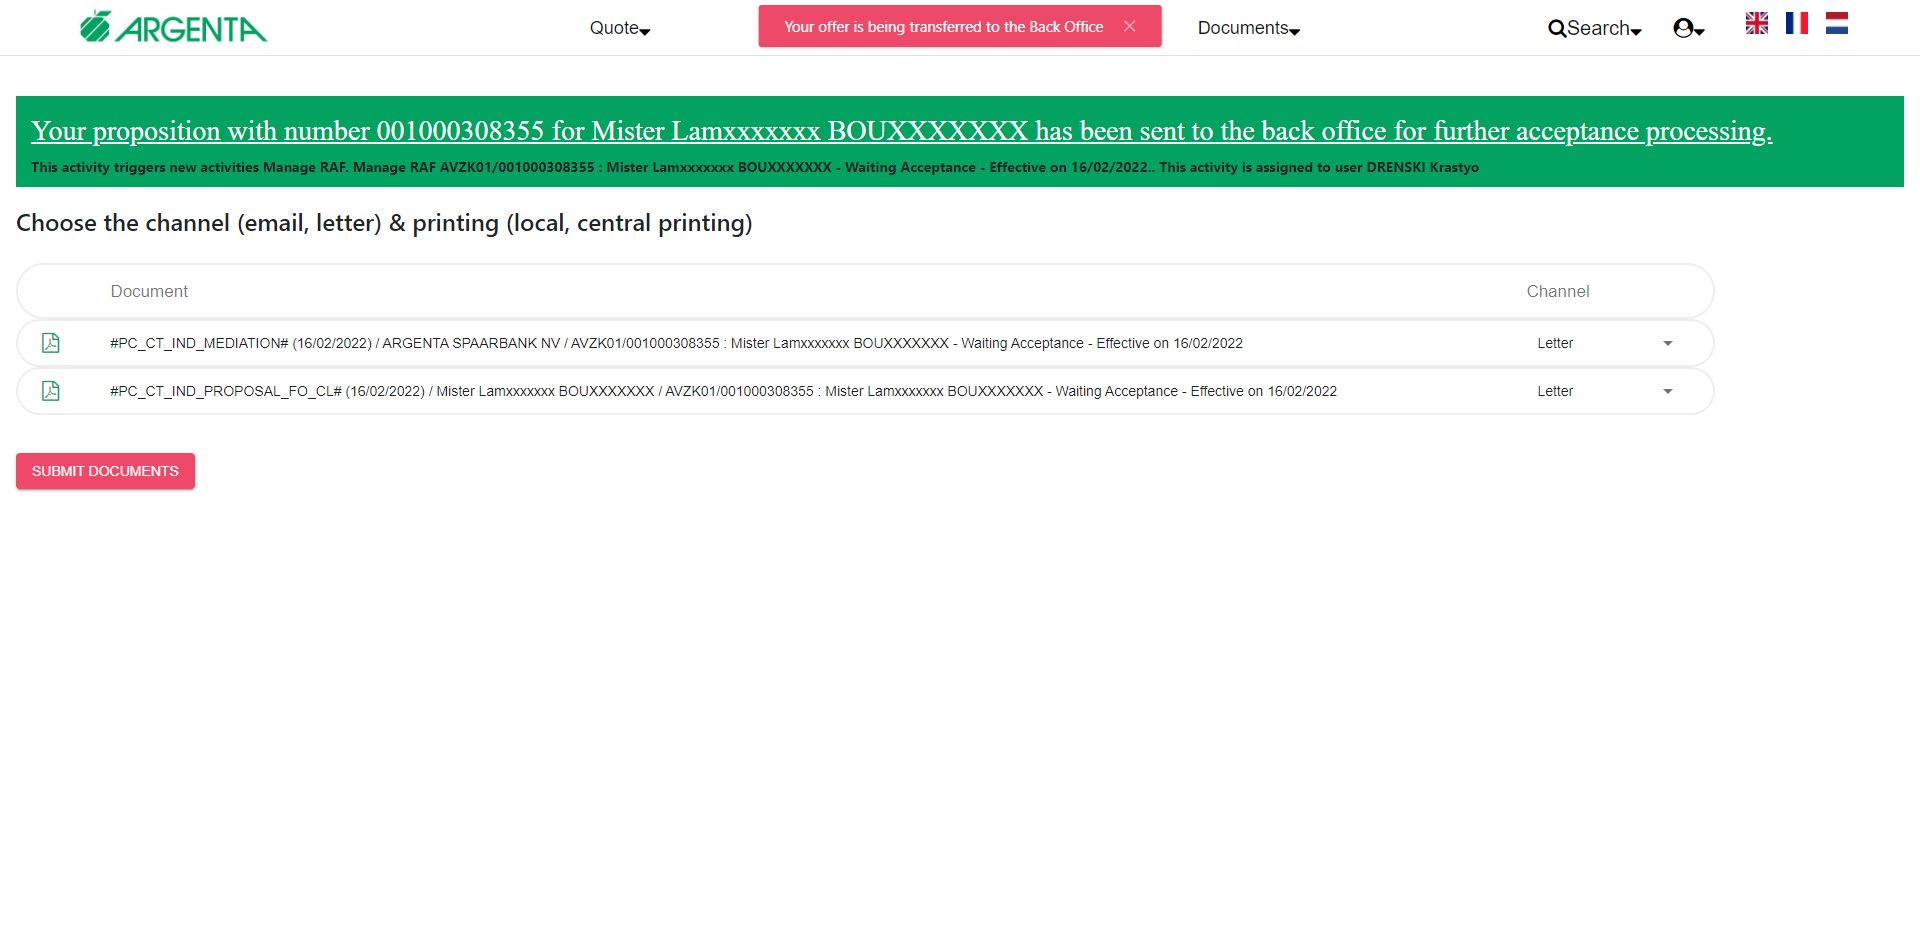 ARGENTA
Quote
Your offer is being transferred to the Back Office
Documents
Search
Your proposition with number 001000308355 for Mister Lamxxxxxxx BOUXXXXXXX has been sent to the back office for further acceptance processing.
This activity triggers new activities Manage RAF. Manage RAF AVZK01/001000308355 : Mister Lamxxxxxxx BOUXXXXXXX - Waiting Acceptance - Effective on 16/02/2022.. This activity is assigned to user DRENSKI Krastyo
Choose the channel (email, letter) & printing (local, central printing)
Document Channel
#PC_CT_IND_MEDIATION# (16/02/2022) / ARGENTA SPAARBANK NV / AVZK01/001000308355 : Mister Lamxxxxxxx BOUXXXXXXX - Waiting Acceptance - Effective on 16/02/2022 Letter
#PC_CT_IND_PROPOSAL_FO_CL# (16/02/2022) / Mister Lamxxxxxxx BOUXXXXXXX / AVZK01/001000308355 : Mister Lamxxxxxxx BOUXXXXXXX - Waiting Acceptance - Effective on 16/02/2022 Letter
SUBMIT DOCUMENTS